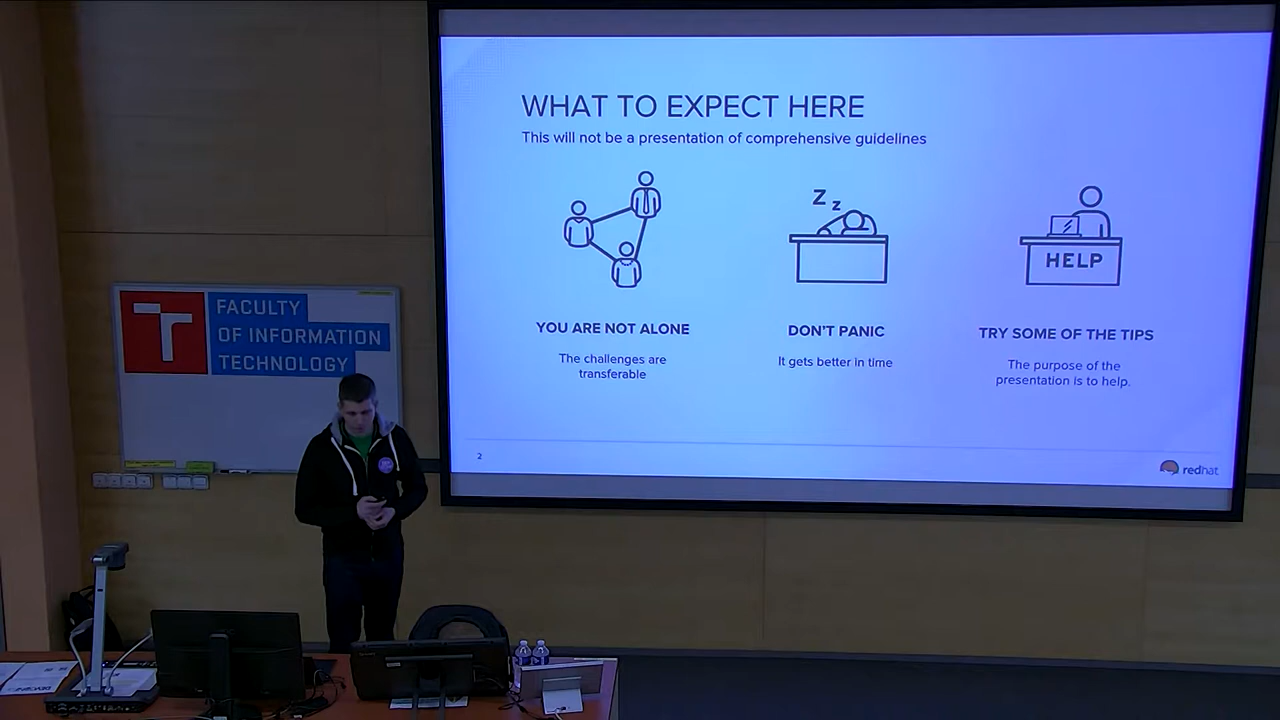 WHAT TO EXPECT HERE
This will not be a presentation of comprehensive guidelines
Z z
HELP
YOU ARE NOT ALONE
The challenges are
transferable
DON'T PANIC
It gets better in time
TRY SOME OF THE TIPS
The purpose of the
presentation is to help.
2
redhat
FACULTY
OF INFORMATION
TECHNOLOGY